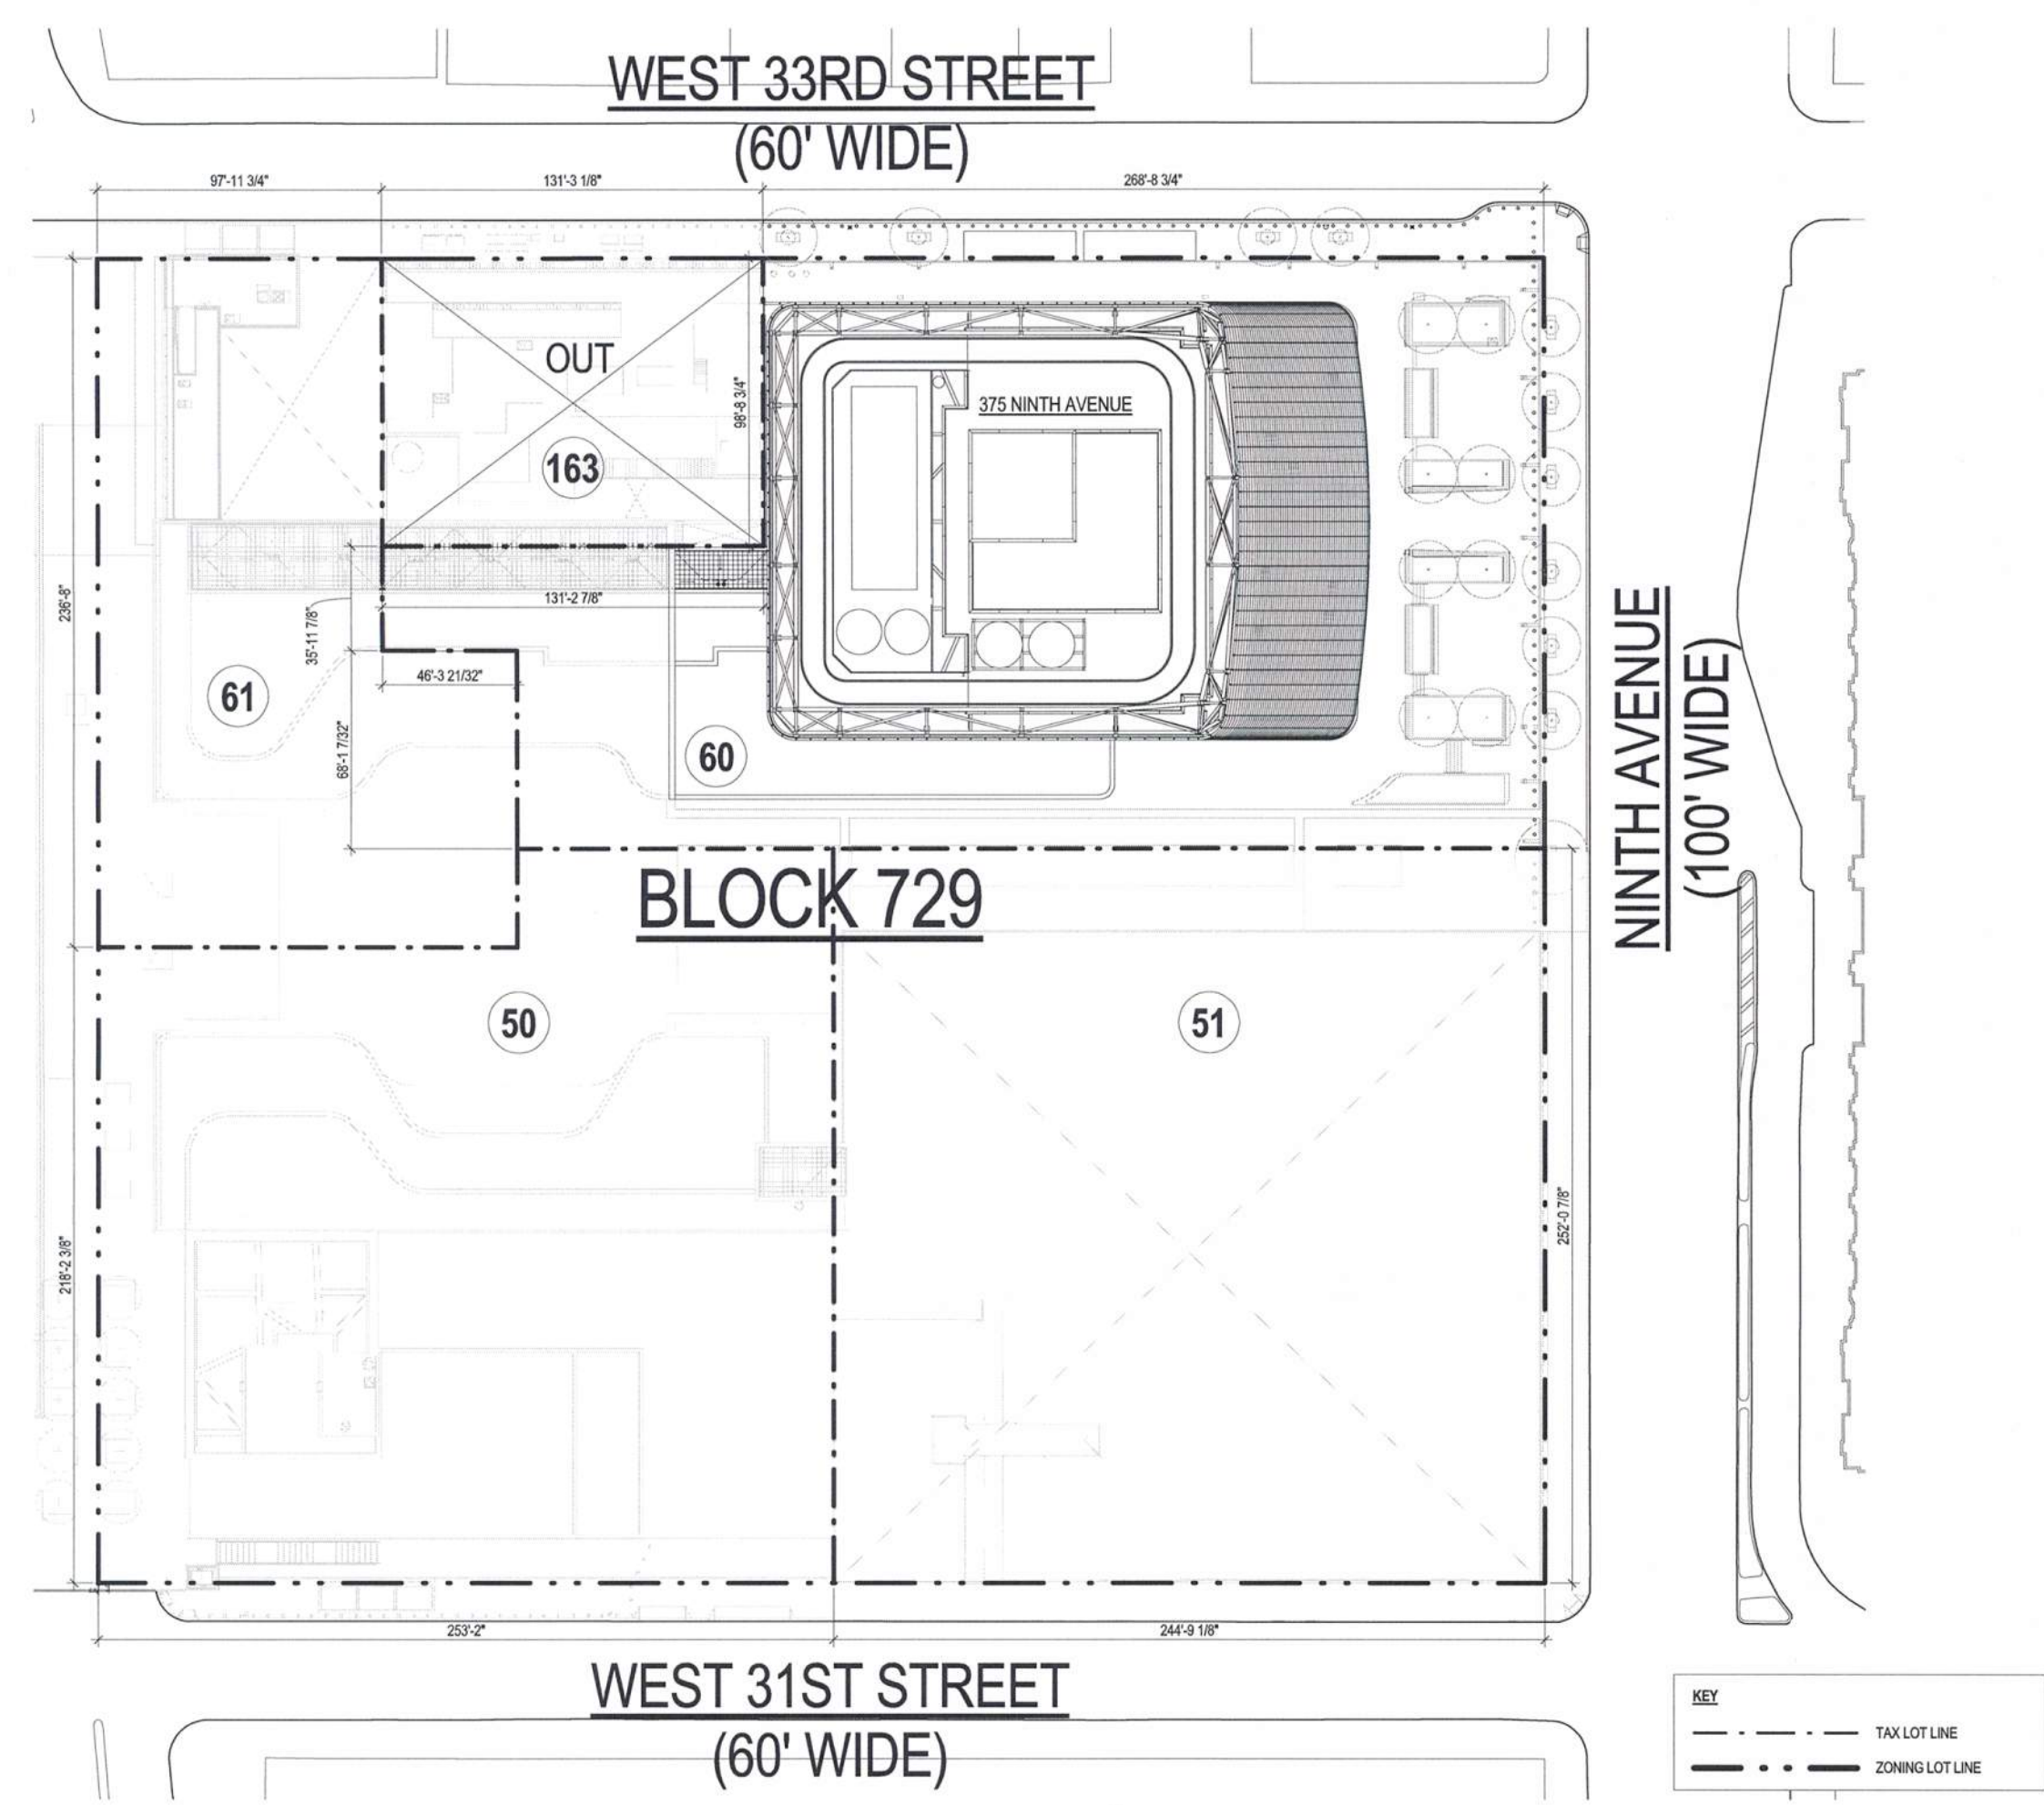 WEST 33RD STREET
(60' WIDE)
97'-11 3/4"
131'-3 1/8"
268'-8 3/4"
OUT
98'-8 3/4"
375 NINTH AVENUE
163
236'-8"
131'-2 7/8"
35'-11 7/8"
46'-3 21/32"
61
68'-1 7/32"
60
NINTH AVENUE
(100' WIDE)
BLOCK 729
50
51
252'-0 7/8"
218'-2 3/8"
253'-2"
244'-9 1/8"
WEST 31ST STREET
(60' WIDE)
KEY
TAX LOT LINE
ZONING LOT LINE